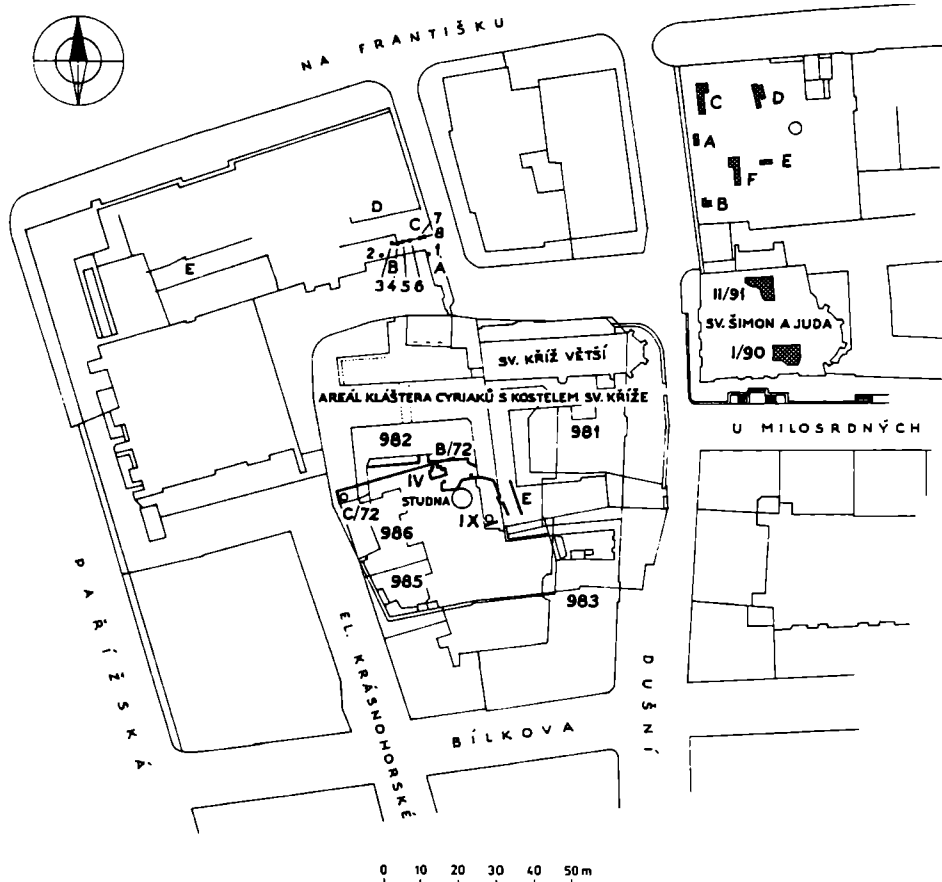 NA FRANTIŠKU
C D
A
E
F
B
D
C 7
8
2 B 1
A
3 4 5 6
E
II/91
SV. ŠIMON A JUDA
I/90
SV. KŘÍŽ VĚTŠÍ
AREÁL KLÁŠTERA CYRIAKŮ S KOSTELEM SV. KŘÍŽE
982
981
U MILOSRDNÝCH
B/72
IV
STUDNA
E
C/72
IX
986
985
983
PAŘÍŽSKÁ
EL. KRÁSNOHORSKÉ
DUŠNÍ
BÍLKOVA
0 10 20 30 40 50 m